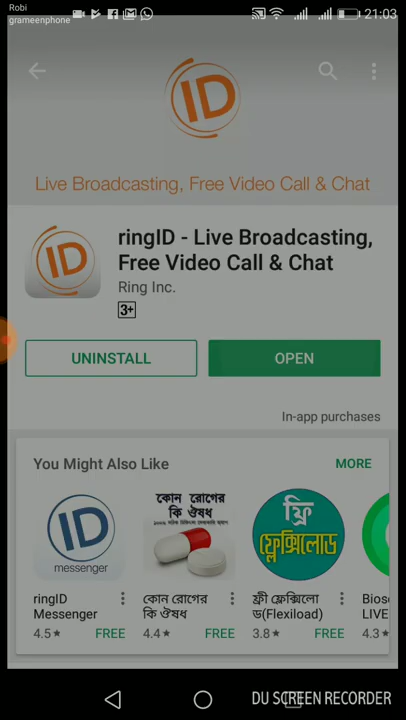 Robi
grameenphone
21:03
ID
Live Broadcasting, Free Video Call & Chat
ID
ringID - Live Broadcasting,
Free Video Call & Chat
Ring Inc.
3+
UNINSTALL
OPEN
In-app purchases
You Might Also Like
MORE
ID
messenger
ringID
Messenger
4.5★ FREE
কোন রোগের
কি ঔষধ
কোন রোগের
কি ঔষধ
4.4★ FREE
ফ্রি
ফ্লেক্সিলোড
ফ্রী ফ্লেক্সিলো
ড(Flexiload)
3.8★ FREE
Bioso
LIVE
4.3★
DU SCREEN RECORDER